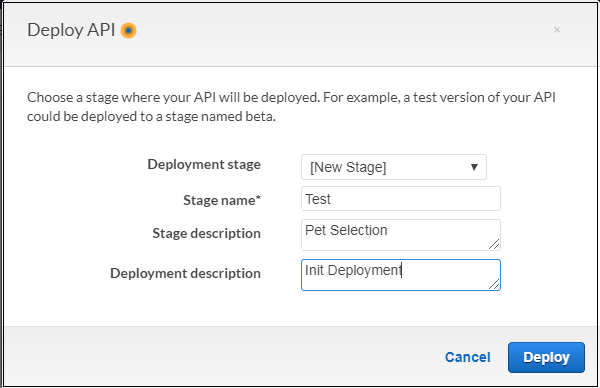 Deploy API
Choose a stage where your API will be deployed. For example, a test version of your API
could be deployed to a stage named beta.
Deployment stage [New Stage]
Stage name* Test
Stage description Pet Selection
Deployment description Init Deployment
Cancel Deploy